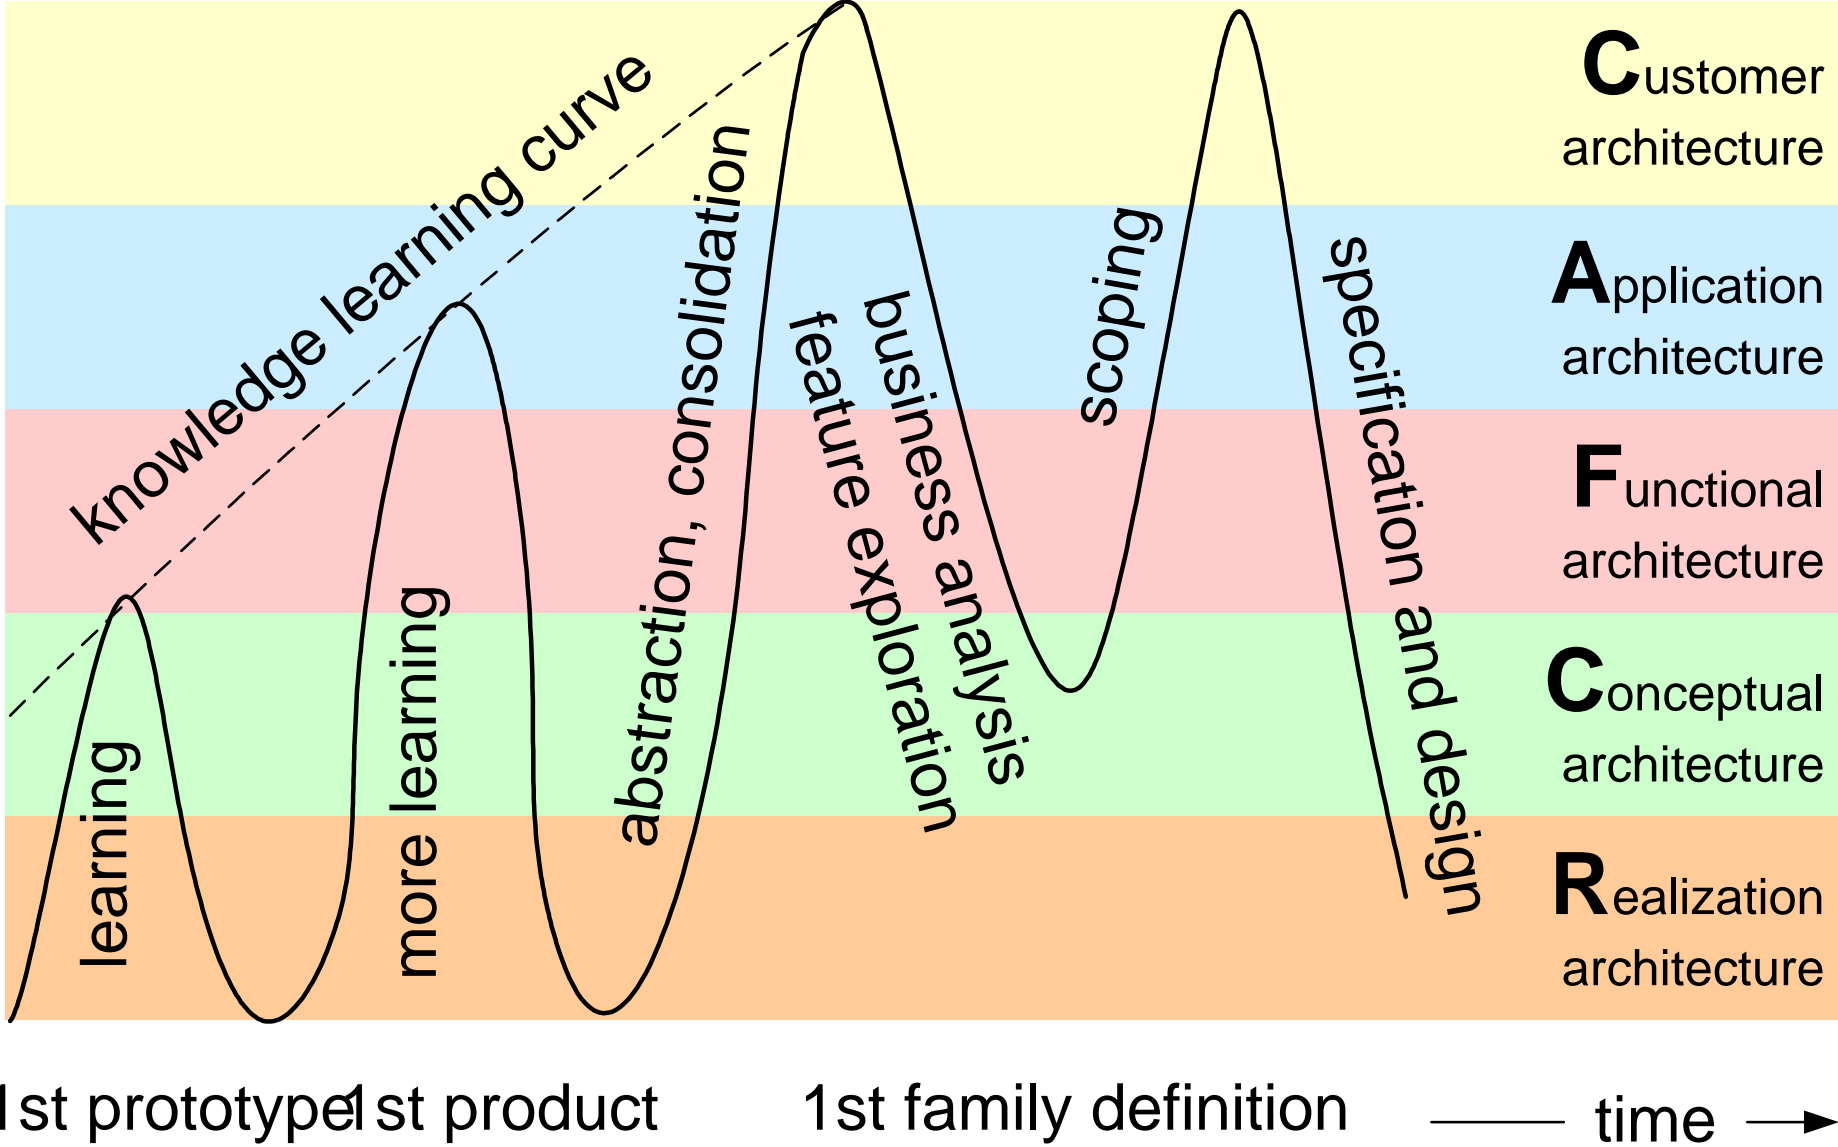 knowledge learning curve
learning
more learning
abstraction, consolidation
feature exploration
business analysis
scoping
specification and design
Customer
architecture
Application
architecture
Functional
architecture
Conceptual
architecture
Realization
architecture
1st prototype
1st product
1st family definition
time